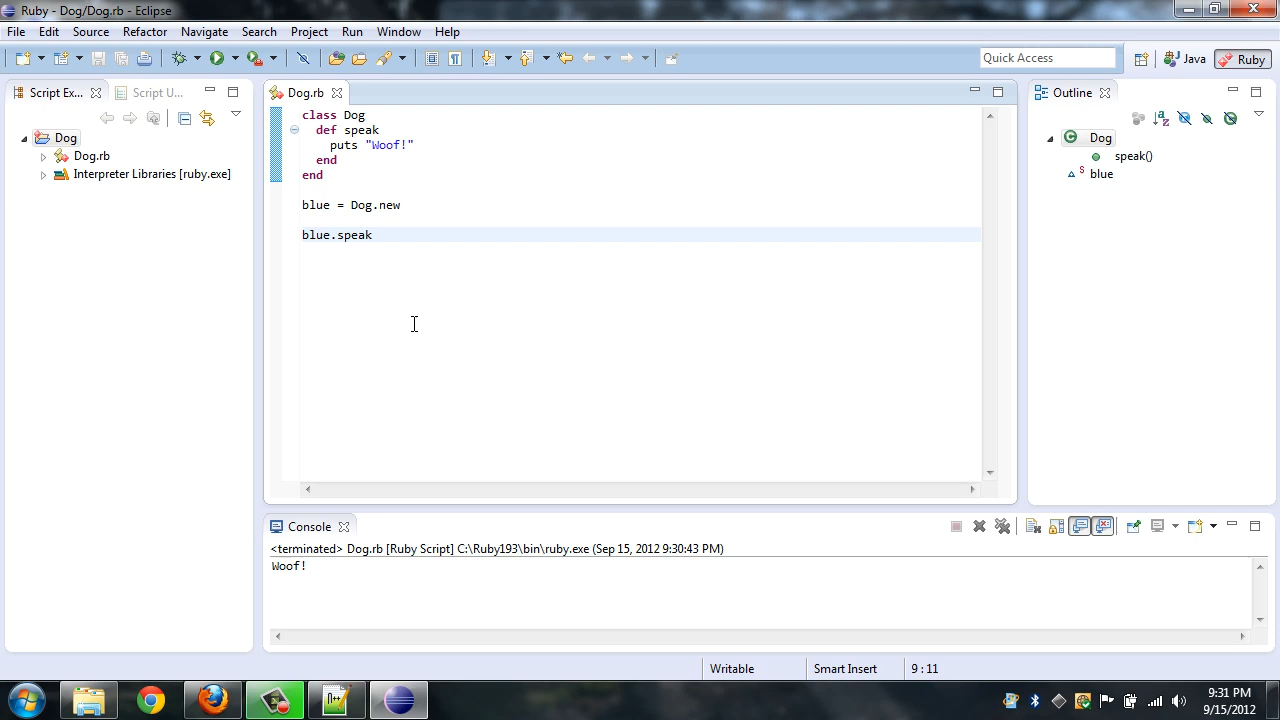 Ruby - Dog/Dog.rb - Eclipse
File Edit Source Refactor Navigate Search Project Run Window Help
Quick Access
Java
Ruby
Script Ex...
Script U...
Dog
Dog.rb
Interpreter Libraries [ruby.exe]
Dog.rb
class Dog
  def speak
    puts "Woof!"
  end
end
blue = Dog.new
blue.speak
Outline
Dog
speak()
S blue
Console
<terminated> Dog.rb [Ruby Script] C:\Ruby193\bin\ruby.exe (Sep 15, 2012 9:30:43 PM)
Woof!
Writable
Smart Insert
9 : 11
9:31 PM
9/15/2012